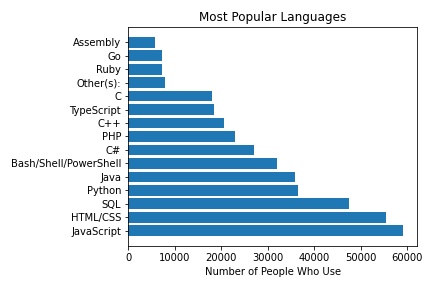 Most Popular Languages
Assembly
Go
Ruby
Other(s):
C
TypeScript
C++
PHP
C#
Bash/Shell/PowerShell
Java
Python
SQL
HTML/CSS
JavaScript
0 10000 20000 30000 40000 50000 60000
Number of People Who Use